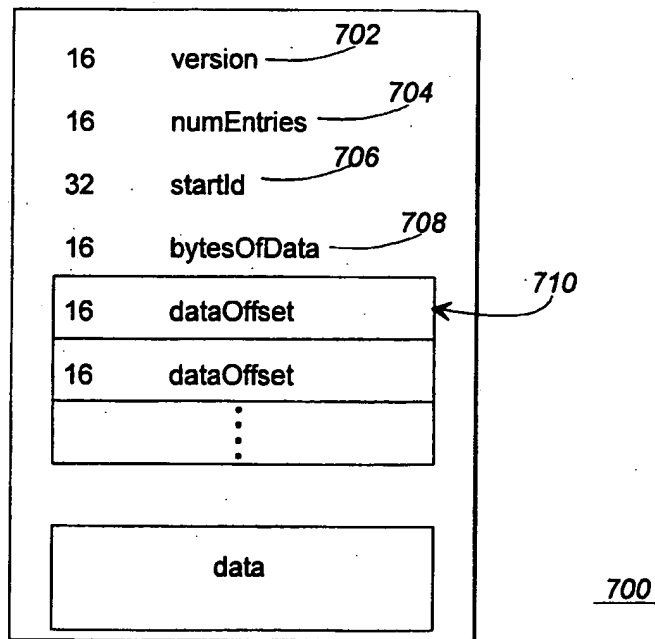 702
16 version
704
16 numEntries
706
32 startId
708
16 bytesOfData
710
16 dataOffset
16 dataOffset
data
700